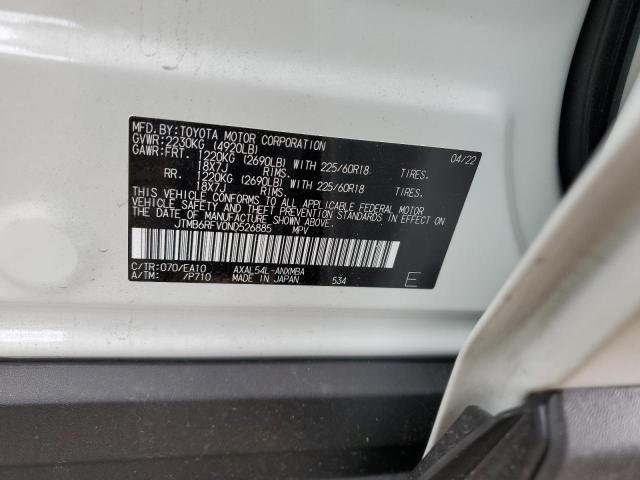 MFD.BY:TOYOTA MOTOR CORPORATION 04/22
GVWR:2230KG (4920LB)
GAWR:FRT. 1220KG (2690LB) WITH 225/60R18 TIRES.
18X7J RIMS.
RR. 1220KG (2690LB) WITH 225/60R18 TIRES.
18X7J RIMS.
THIS VEHICLE CONFORMS TO ALL APPLICABLE FEDERAL MOTOR
VEHICLE SAFETY AND THEFT PREVENTION STANDARDS IN EFFECT ON THE DATE
OF MANUFACTURE SHOWN ABOVE.
JTMB6RFV0ND526885 MPV
C/TR:070/EA10 AXAL54L-ANXMBA
A/TM: /P710 MADE IN JAPAN 534 E